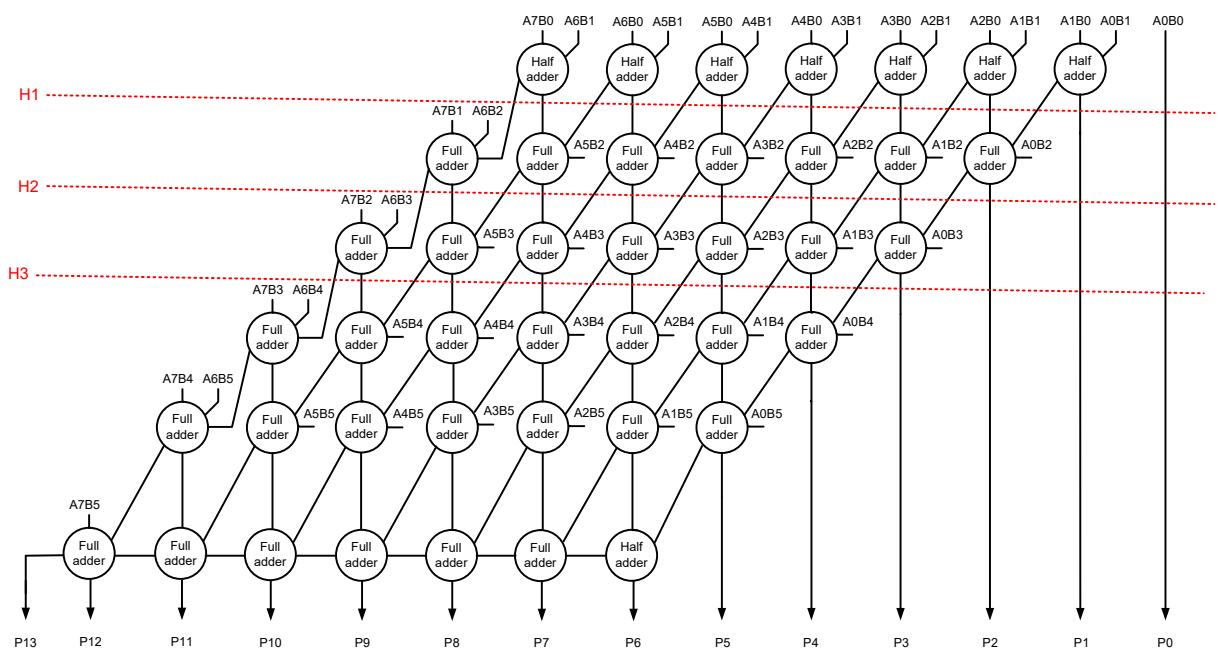 A7B0 A6B1 A6B0 A5B1 A5B0 A4B1 A4B0 A3B1 A3B0 A2B1 A2B0 A1B1 A1B0 A0B1 A0B0
Half adder Half adder Half adder Half adder Half adder Half adder Half adder
H1
A7B1 A6B2
Full adder Full adder A5B2 Full adder A4B2 Full adder A3B2 Full adder A2B2 Full adder A1B2 Full adder A0B2
H2
A7B2 A6B3
Full adder Full adder A5B3 Full adder A4B3 Full adder A3B3 Full adder A2B3 Full adder A1B3 Full adder A0B3
H3
A7B3 A6B4
Full adder Full adder A5B4 Full adder A4B4 Full adder A3B4 Full adder A2B4 Full adder A1B4 Full adder A0B4
A7B4 A6B5
Full adder Full adder A5B5 Full adder A4B5 Full adder A3B5 Full adder A2B5 Full adder A1B5 Full adder A0B5
A7B5
Full adder Full adder Full adder Full adder Full adder Full adder Half adder
P13 P12 P11 P10 P9 P8 P7 P6 P5 P4 P3 P2 P1 P0